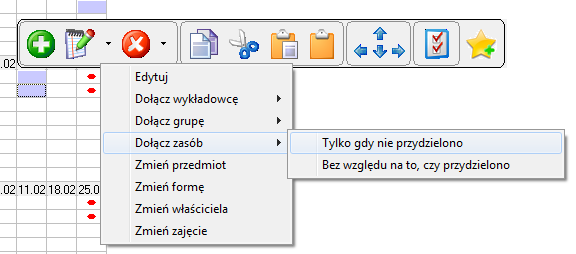 .02
Edytuj
Dołącz wykładowcę
Dołącz grupę
Dołącz zasób
Tylko gdy nie przydzielono
Zmień przedmiot
Bez względu na to, czy przydzielono
Zmień formę
.02 11.02 18.02 25.0
Zmień właściciela
Zmień zajęcie